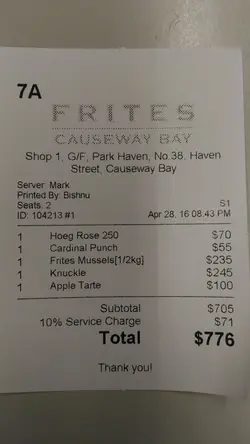 7A
FRITES
CAUSEWAY BAY
Shop 1, G/F, Park Haven, No.38, Haven
Street, Causeway Bay
Server: Mark
Printed By: Bishnu
Seats: 2 S1
ID: 104213 #1 Apr 28, 16 08:43 PM
1 Hoeg Rose 250 $70
1 Cardinal Punch $55
1 Frites Mussels[1/2kg] $235
1 Knuckle $245
1 Apple Tarte $100
Subtotal $705
10% Service Charge $71
Total $776
Thank you!